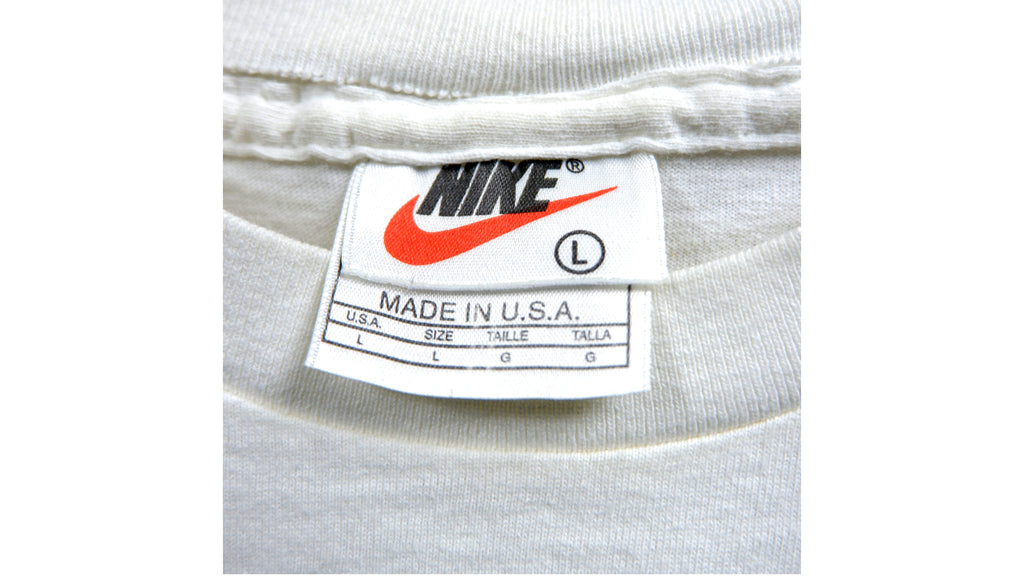 NIKE®
L
MADE IN U.S.A.
U.S.A. SIZE TAILLE TALLA
L L G G